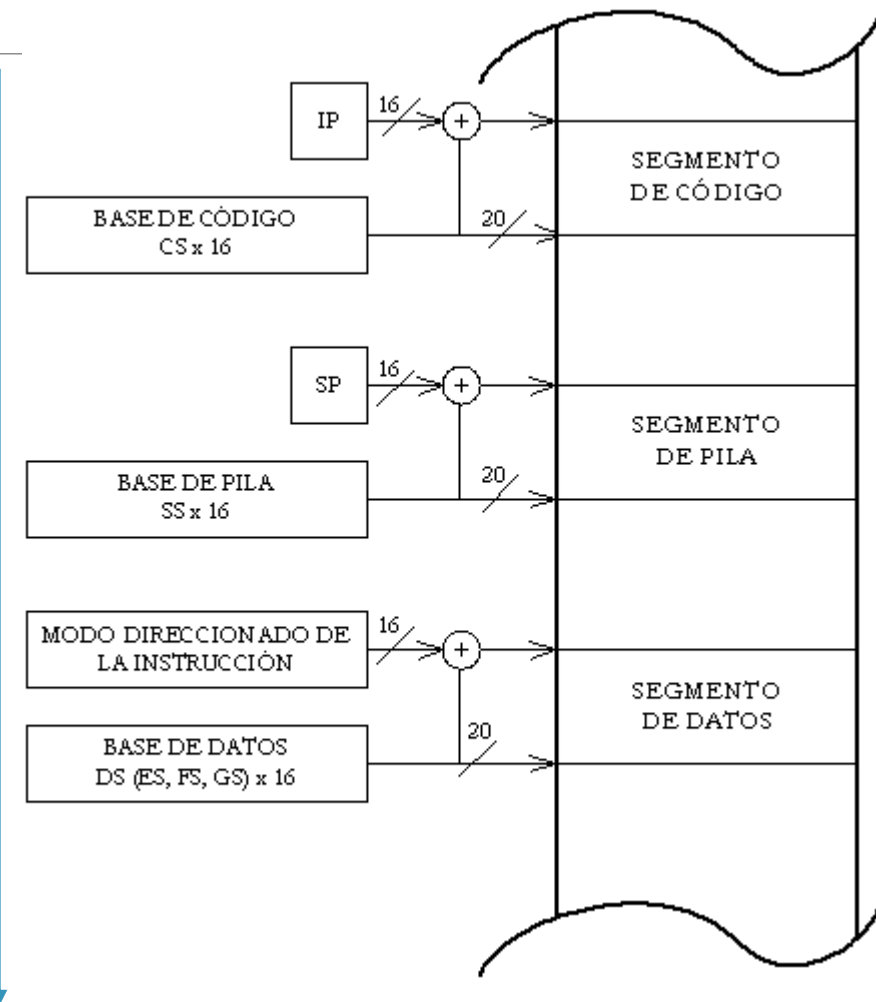 IP
16
+
SEGMENTO
DE CÓDIGO
BASE DE CÓDIGO
CS x 16
20
SP
16
+
SEGMENTO
DE PILA
BASE DE PILA
SS x 16
20
MODO DIRECCIONADO DE
LA INSTRUCCIÓN
16
+
SEGMENTO
DE DATOS
BASE DE DATOS
DS (ES, FS, GS) x 16
20